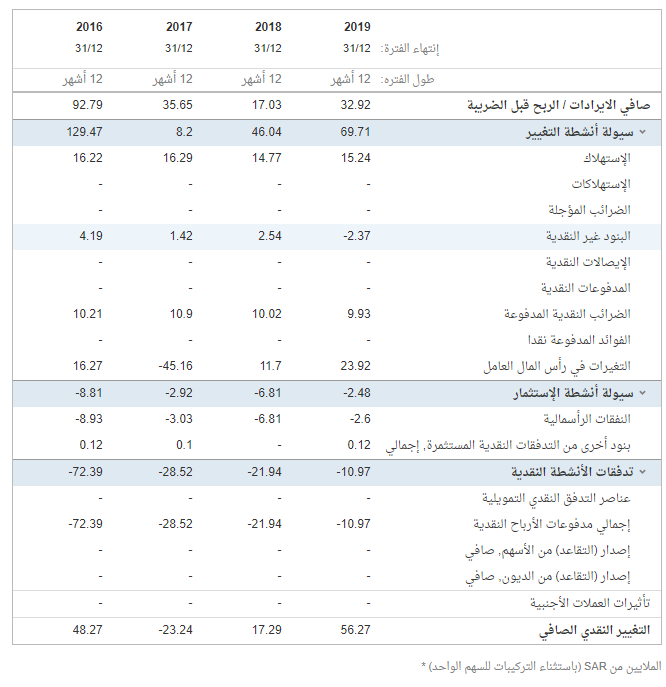 2019 2018 2017 2016
إنتهاء الفترة: 31/12 31/12 31/12 31/12
طول الفتره: 12 أشهر 12 أشهر 12 أشهر 12 أشهر
صافي الايرادات / الربح قبل الضريبة 32.92 17.03 35.65 92.79
سيولة أنشطة التغيير 69.71 46.04 8.2 129.47
الإستهلاك 15.24 14.77 16.29 16.22
الإستهلاكات - - - -
الضرائب المؤجلة - - - -
البنود غير النقدية -2.37 2.54 1.42 4.19
الإيصالات النقدية - - - -
المدفوعات النقدية - - - -
الضرائب النقدية المدفوعة 9.93 10.02 10.9 10.21
الفوائد المدفوعة نقدا - - - -
التغيرات في رأس المال العامل 23.92 11.7 -45.16 16.27
سيولة أنشطة الإستثمار -2.48 -6.81 -2.92 -8.81
النفقات الرأسمالية -2.6 -6.81 -3.03 -8.93
بنود أخرى من التدفقات النقدية المستثمرة, إجمالي 0.12 - 0.1 0.12
تدفقات الأنشطة النقدية -10.97 -21.94 -28.52 -72.39
عناصر التدفق النقدي التمويلية - - - -
إجمالي مدفوعات الأرباح النقدية -10.97 -21.94 -28.52 -72.39
إصدار (التقاعد) من الأسهم, صافي - - - -
إصدار (التقاعد) من الديون, صافي - - - -
تأثيرات العملات الأجنبية - - - -
التغيير النقدي الصافي 56.27 17.29 -23.24 48.27
الملايين من SAR (باستثناء التركيبات للسهم الواحد) *